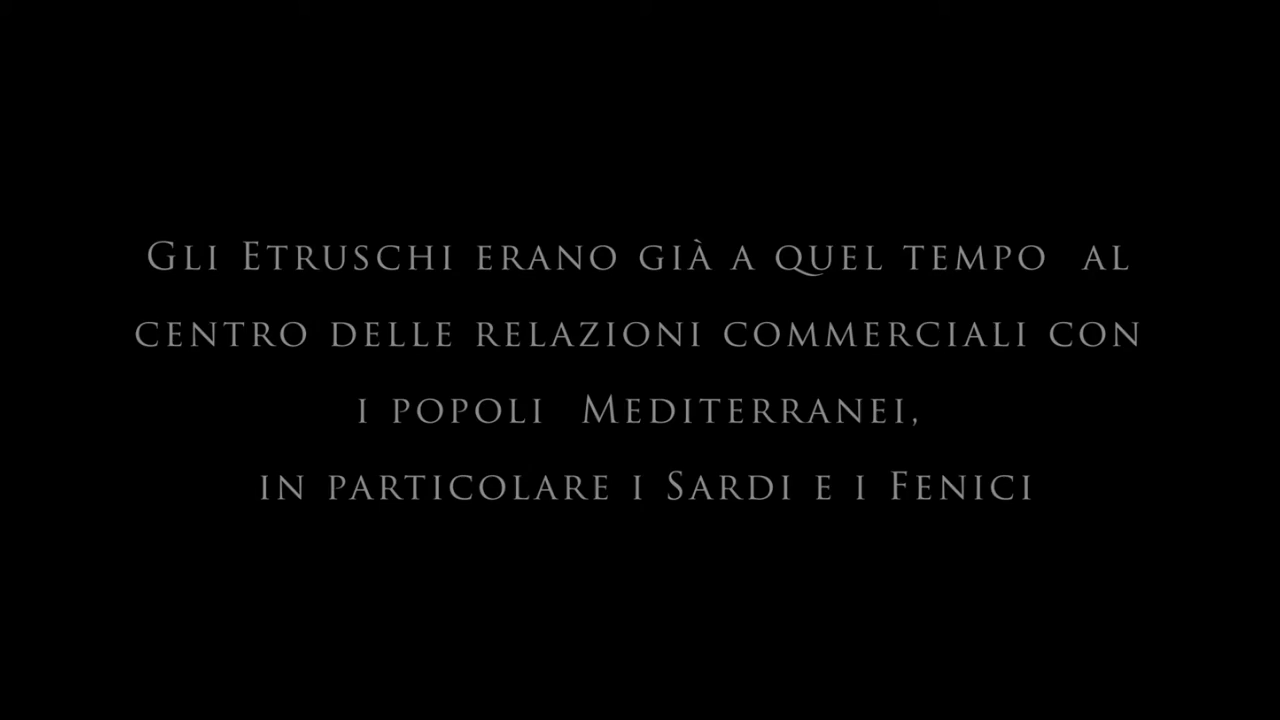 Gli Etruschi erano già a quel tempo al
centro delle relazioni commerciali con
i popoli Mediterranei,
in particolare i Sardi e i Fenici